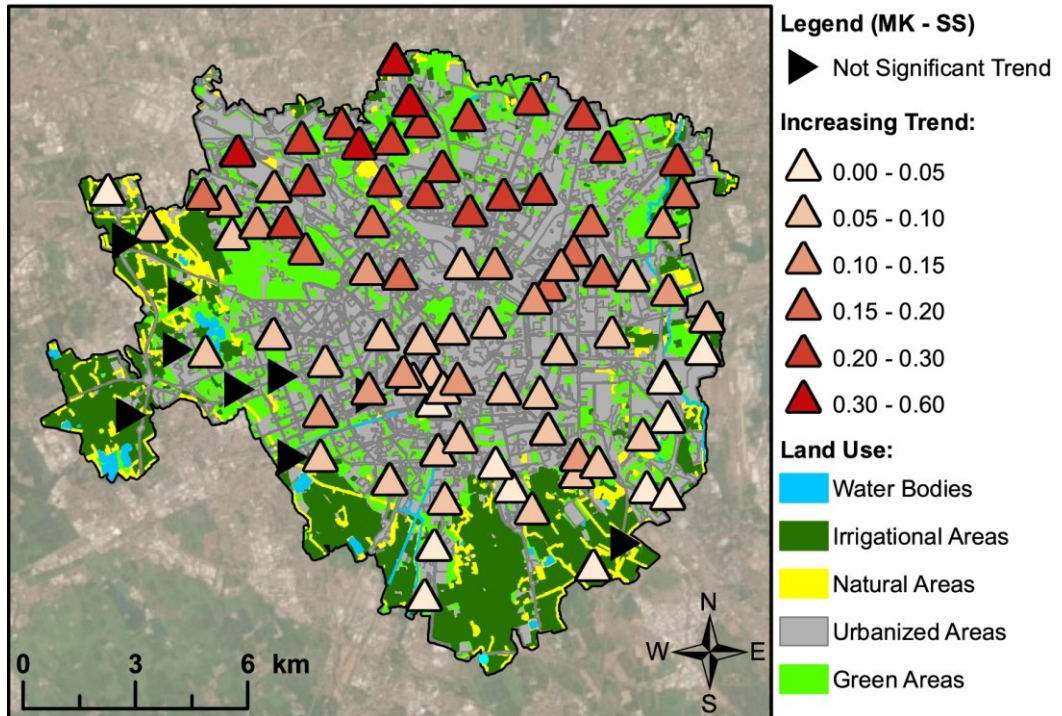 Legend (MK - SS)
Not Significant Trend
Increasing Trend:
0.00 - 0.05
0.05 - 0.10
0.10 - 0.15
0.15 - 0.20
0.20 - 0.30
0.30 - 0.60
Land Use:
Water Bodies
Irrigational Areas
Natural Areas
Urbanized Areas
Green Areas
N
W E
S
0 3 6 km